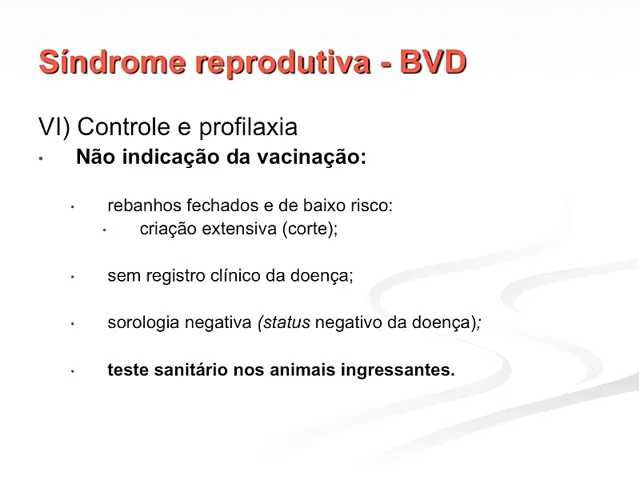 Síndrome reprodutiva - BVD
VI) Controle e profilaxia
• Não indicação da vacinação:
• rebanhos fechados e de baixo risco:
• criação extensiva (corte);
• sem registro clínico da doença;
• sorologia negativa (status negativo da doença);
• teste sanitário nos animais ingressantes.